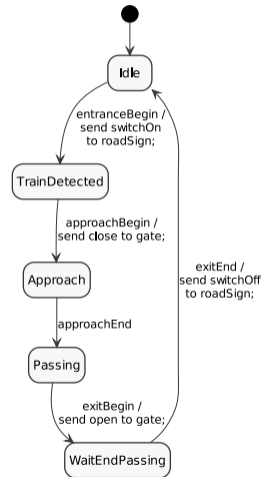 Idle
entranceBegin /
send switchOn
to roadSign;
TrainDetected
approachBegin /
send close to gate;
Approach
exitEnd /
send switchOff
to roadSign;
approachEnd
Passing
exitBegin /
send open to gate;
WaitEndPassing